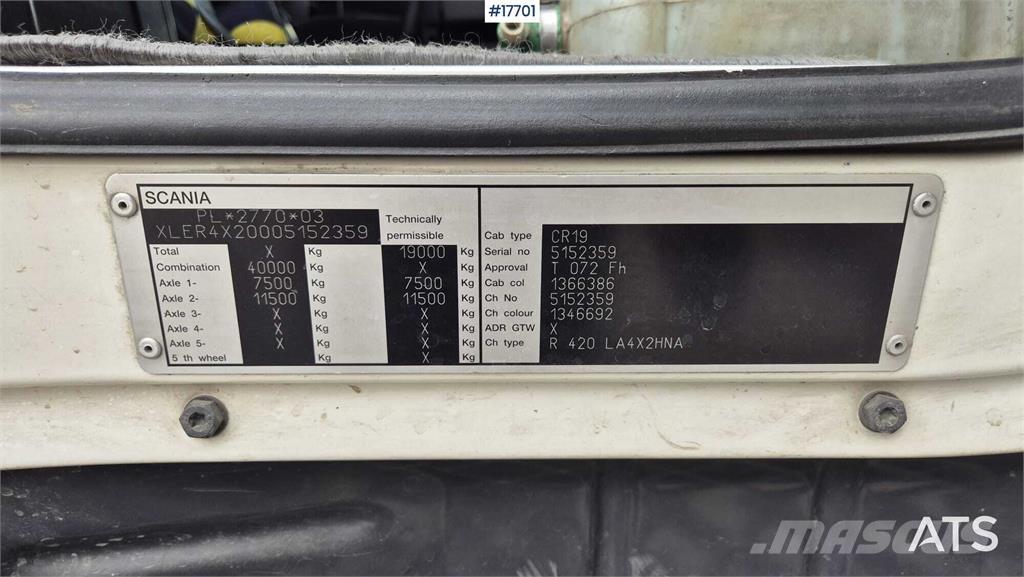 #17701
SCANIA
PL*2770*03
XLER4X20005152359
Technically
permissible
Total X Kg 19000 Kg
Combination 40000 Kg X Kg
Axle 1- 7500 Kg 7500 Kg
Axle 2- 11500 Kg 11500 Kg
Axle 3- X Kg X Kg
Axle 4- X Kg X Kg
Axle 5- X Kg X Kg
5 th wheel Kg X Kg
Cab type CR19
Serial no 5152359
Approval T 072 Fh
Cab col 1366386
Ch No 5152359
Ch colour 1346692
ADR GTW X
Ch type R 420 LA4X2HNA
MASCUS
ATS